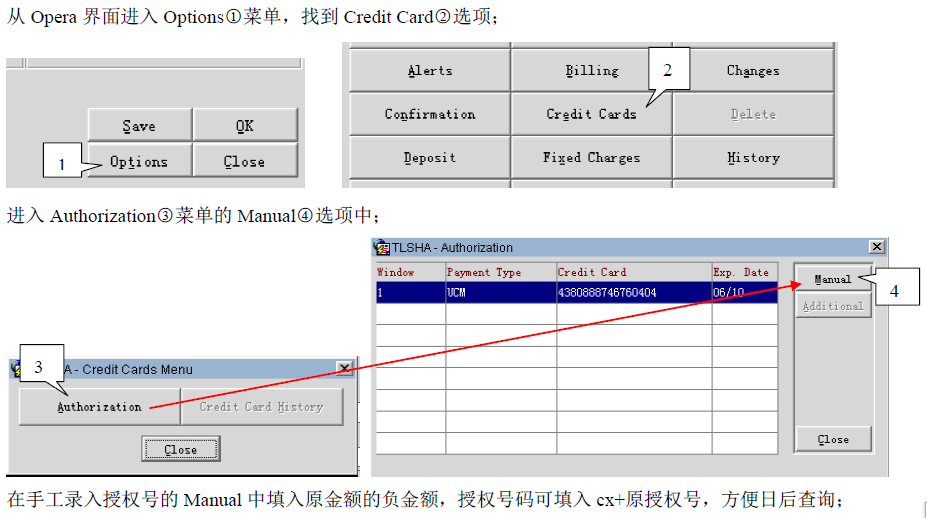 从 Opera 界面进入 Options①菜单，找到 Credit Card②选项；
Save OK
1 Options Close
Alerts Billing 2 Changes
Confirmation Credit Cards Delete
Deposit Fixed Charges History
进入 Authorization③菜单的 Manual④选项中；
TLSHA - Authorization
Window Payment Type Credit Card Exp. Date
1 UCM 4380888746760404 06/10
Manual 4
Additional
Close
3 A - Credit Cards Menu
Authorization Credit Card History
Close
在手工录入授权号的 Manual 中填入原金额的负金额，授权号码可填入 cx+原授权号，方便日后查询；